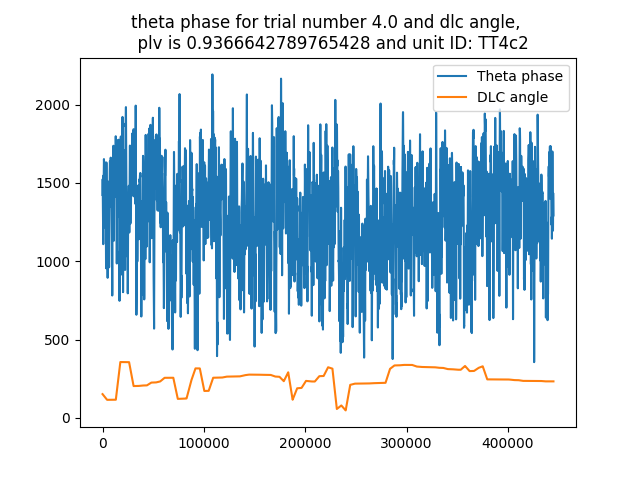 theta phase for trial number 4.0 and dlc angle,
plv is 0.9366642789765428 and unit ID: TT4c2
Theta phase
DLC angle
2000
1500
1000
500
0
0 100000 200000 300000 400000